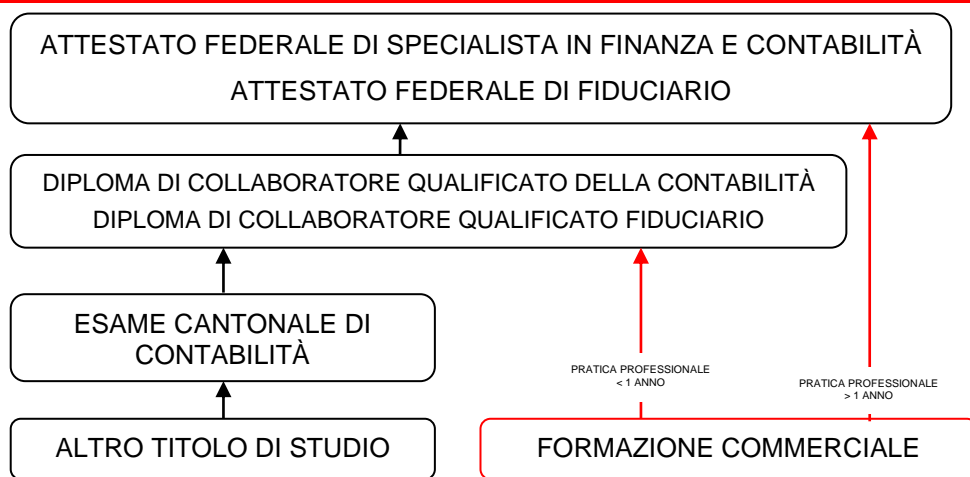 ATTESTATO FEDERALE DI SPECIALISTA IN FINANZA E CONTABILITÀ
ATTESTATO FEDERALE DI FIDUCIARIO
DIPLOMA DI COLLABORATORE QUALIFICATO DELLA CONTABILITÀ
DIPLOMA DI COLLABORATORE QUALIFICATO FIDUCIARIO
ESAME CANTONALE DI
CONTABILITÀ
PRATICA PROFESSIONALE
< 1 ANNO
PRATICA PROFESSIONALE
> 1 ANNO
ALTRO TITOLO DI STUDIO
FORMAZIONE COMMERCIALE